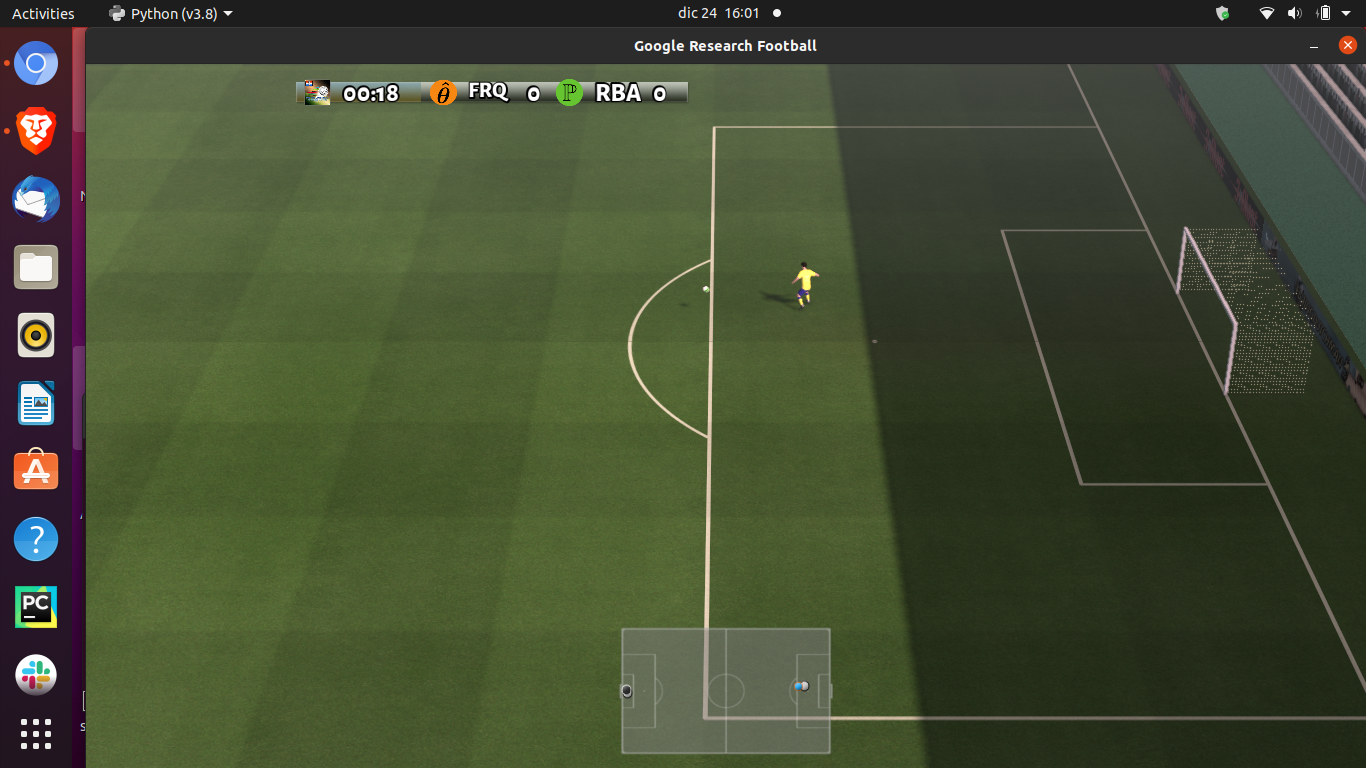 Activities
Python (v3.8)
dic 24 16:01
Google Research Football
00:18
θ̂
FRQ 0
ℙ
RBA 0
PC
?